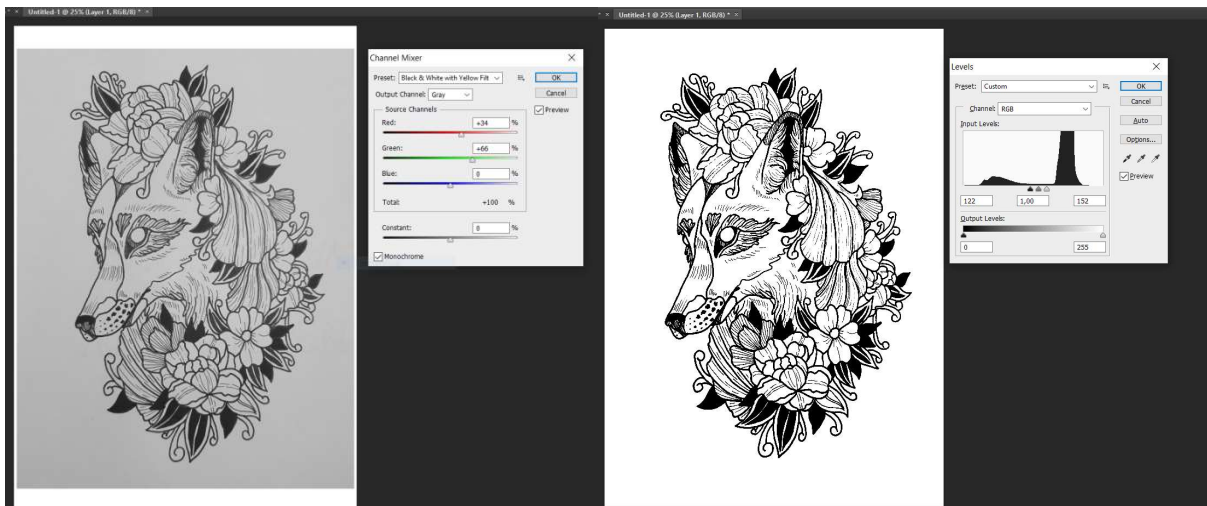 Untitled-1 @ 25% (Layer 1, RGB/8) * ×
Channel Mixer
Preset: Black & White with Yellow Filt
OK
Output Channel: Gray
Cancel
Source Channels
Preview
Red: +34 %
Green: +66 %
Blue: 0 %
Total: +100 %
Constant: 0 %
Monochrome
× Untitled-1 @ 25% (Layer 1, RGB/8) * ×
Levels
Preset: Custom
OK
Cancel
Channel: RGB
Auto
Input Levels:
Options...
Preview
122 1,00 152
Output Levels:
0 255